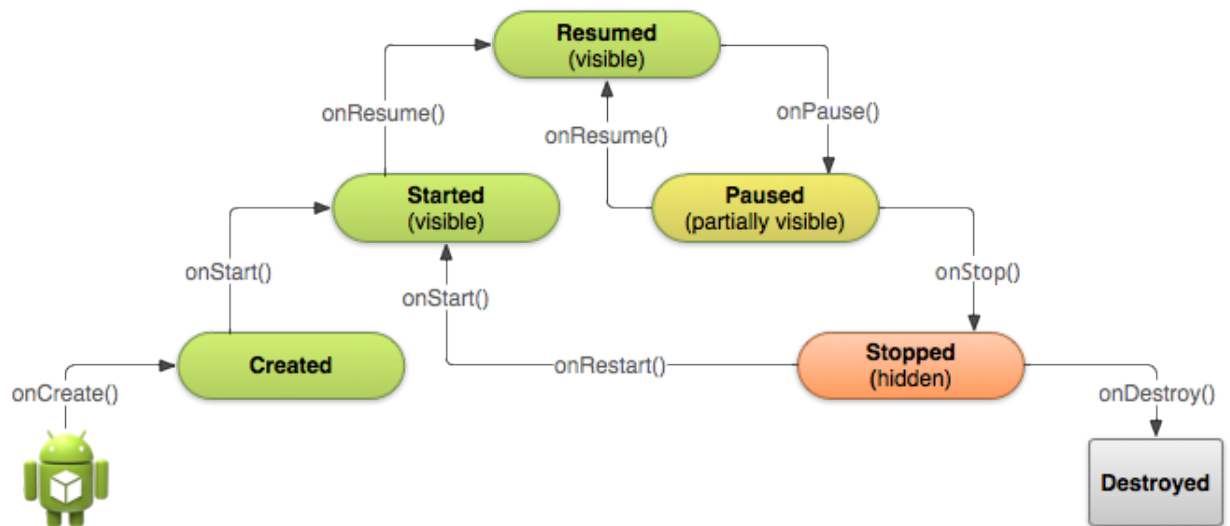 Resumed
(visible)
onResume()
onResume()
onPause()
Started
(visible)
Paused
(partially visible)
onStart()
onStart()
onStop()
Created
onRestart()
Stopped
(hidden)
onCreate()
onDestroy()
Destroyed